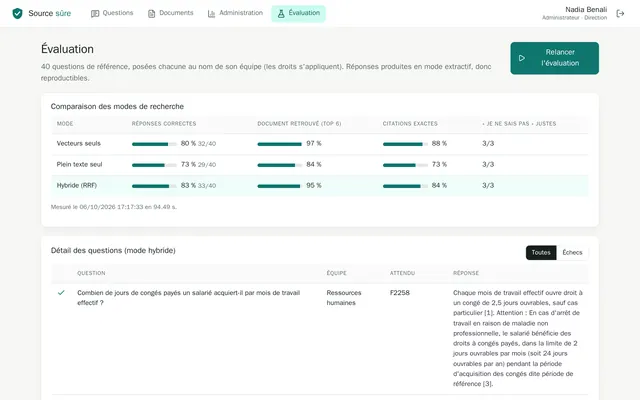 Source sûre
Questions
Documents
Administration
Évaluation
Nadia Benali
Administrateur · Direction
Évaluation
40 questions de référence, posées chacune au nom de son équipe (les droits s'appliquent). Réponses produites en mode extractif, donc
reproductibles.
Relancer
l'évaluation
Comparaison des modes de recherche
MODE RÉPONSES CORRECTES DOCUMENT RETROUVÉ (TOP 6) CITATIONS EXACTES « JE NE SAIS PAS » JUSTES
Vecteurs seuls 80 % 32/40 97 % 88 % 3/3
Plein texte seul 73 % 29/40 84 % 73 % 3/3
Hybride (RRF) 83 % 33/40 95 % 84 % 3/3
Mesuré le 06/10/2026 17:17:33 en 94.49 s.
Détail des questions (mode hybride)
Toutes
Échecs
QUESTION ÉQUIPE ATTENDU RÉPONSE
Combien de jours de congés payés un salarié acquiert-il par mois de travail
effectif ?
Ressources
humaines
F2258
Chaque mois de travail effectif ouvre droit à
un congé de 2,5 jours ouvrables, sauf cas
particulier [1]. Attention : En cas d'arrêt de
travail en raison de maladie non
professionnelle, le salarié bénéficie des
droits à congés payés, dans la limite de 2
jours ouvrables par mois (soit 24 jours
ouvrables par an) pendant la période
d'acquisition des congés dite période de
référence [3].